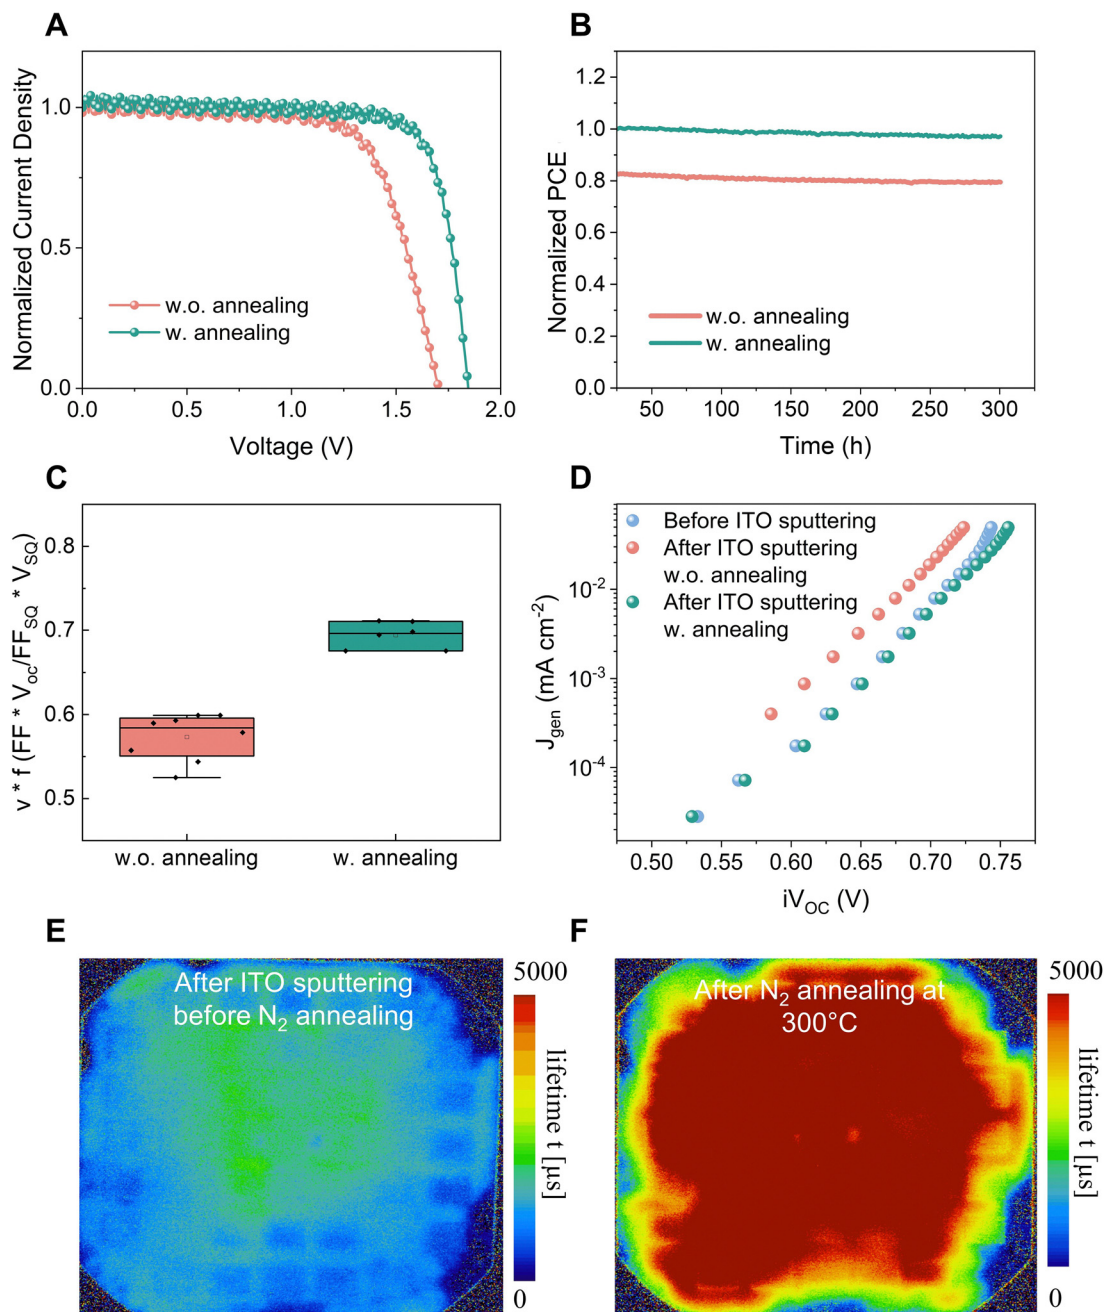 A
Normalized Current Density
1.0
0.5
0.0
w.o. annealing
w. annealing
0.0 0.5 1.0 1.5 2.0
Voltage (V)
B
Normalized PCE
1.2
1.0
0.8
0.6
0.4
0.2
0.0
w.o. annealing
w. annealing
50 100 150 200 250 300
Time (h)
C
v * f (FF * V_oc/FF_SQ * V_SQ)
0.8
0.7
0.6
0.5
w.o. annealing w. annealing
D
J_gen (mA cm⁻²)
10⁻²
10⁻³
10⁻⁴
Before ITO sputtering
After ITO sputtering
w.o. annealing
After ITO sputtering
w. annealing
0.50 0.55 0.60 0.65 0.70 0.75
iV_OC (V)
E
After ITO sputtering
before N₂ annealing
5000
lifetime t [µs]
0
F
After N₂ annealing at
300°C
5000
lifetime t [µs]
0